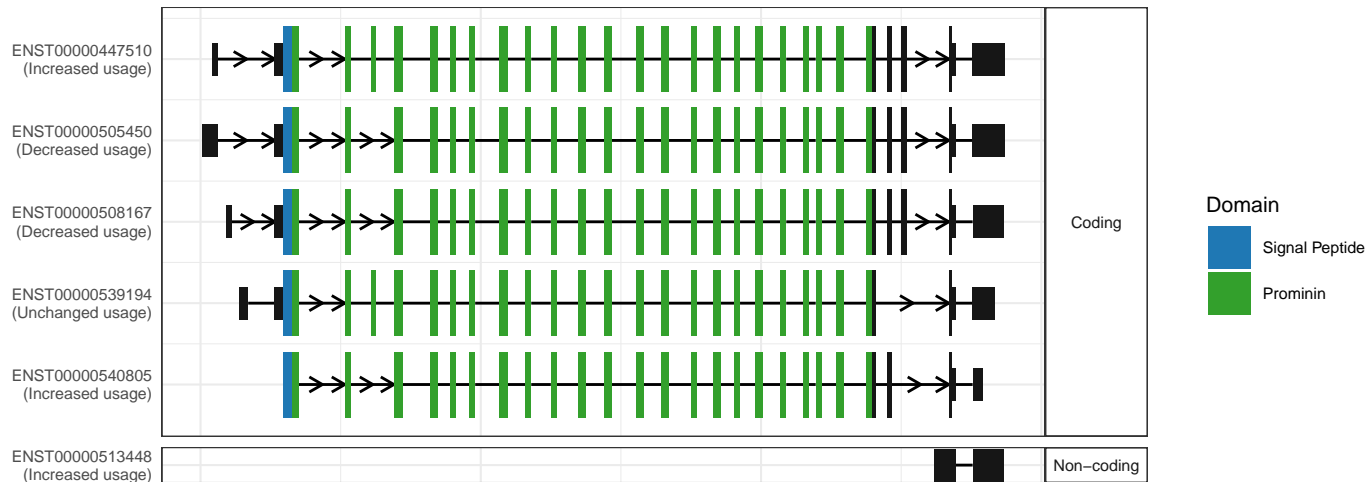 ENST00000447510
(Increased usage)
ENST00000505450
(Decreased usage)
ENST00000508167
(Decreased usage)
ENST00000539194
(Unchanged usage)
ENST00000540805
(Increased usage)
Coding
ENST00000513448
(Increased usage)
Non−coding
Domain
Signal Peptide
Prominin